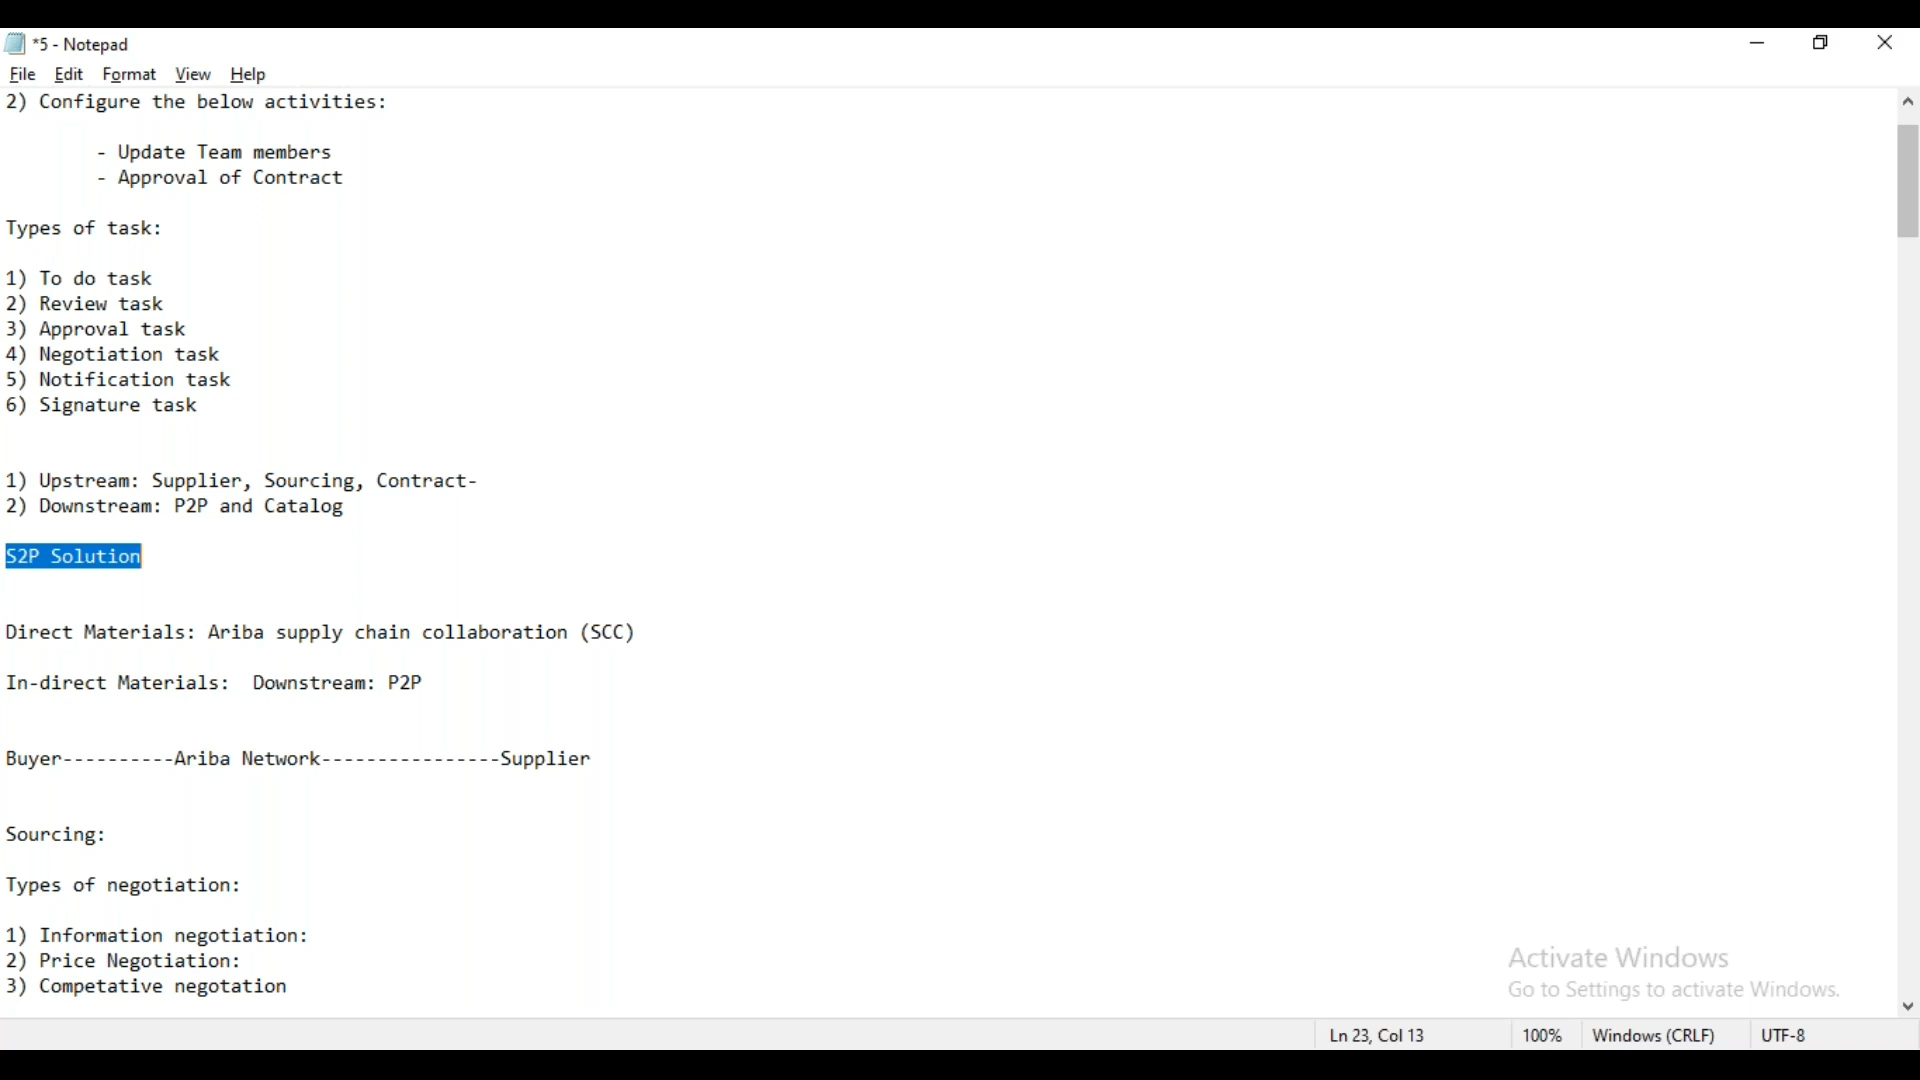 *5 - Notepad
File Edit Format View Help
2) Configure the below activities:
- Update Team members
- Approval of Contract
Types of task:
1) To do task
2) Review task
3) Approval task
4) Negotiation task
5) Notification task
6) Signature task
1) Upstream: Supplier, Sourcing, Contract-
2) Downstream: P2P and Catalog
S2P Solution
Direct Materials: Ariba supply chain collaboration (SCC)
In-direct Materials:  Downstream: P2P
Buyer----------Ariba Network----------------Supplier
Sourcing:
Types of negotiation:
1) Information negotiation:
2) Price Negotiation:
3) Competative negotation
Activate Windows
Go to Settings to activate Windows.
Ln 23, Col 13 100% Windows (CRLF) UTF-8